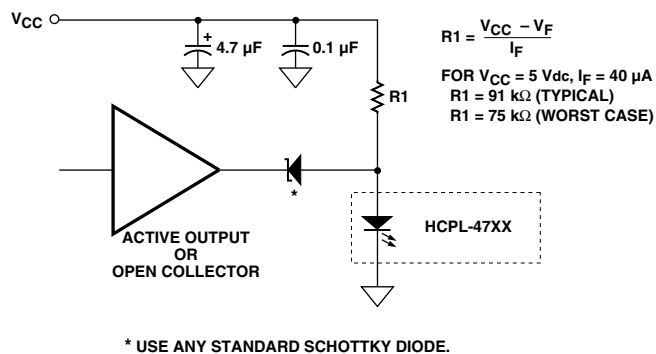 VCC
+
4.7 µF
0.1 µF
R1
R1 = VCC – VF
IF
FOR VCC = 5 Vdc, IF = 40 µA
R1 = 91 kΩ (TYPICAL)
R1 = 75 kΩ (WORST CASE)
*
HCPL-47XX
ACTIVE OUTPUT
OR
OPEN COLLECTOR
* USE ANY STANDARD SCHOTTKY DIODE.